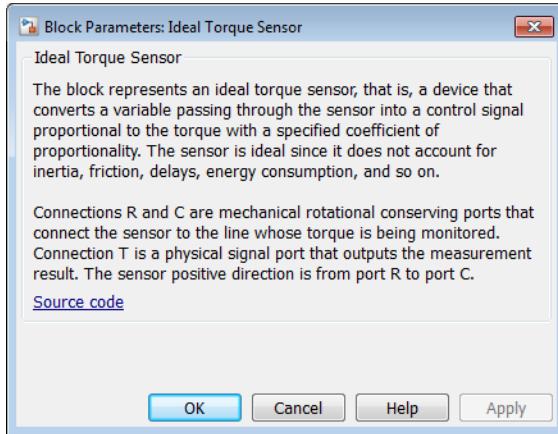 Block Parameters: Ideal Torque Sensor
Ideal Torque Sensor
The block represents an ideal torque sensor, that is, a device that
converts a variable passing through the sensor into a control signal
proportional to the torque with a specified coefficient of
proportionality. The sensor is ideal since it does not account for
inertia, friction, delays, energy consumption, and so on.
Connections R and C are mechanical rotational conserving ports that
connect the sensor to the line whose torque is being monitored.
Connection T is a physical signal port that outputs the measurement
result. The sensor positive direction is from port R to port C.
Source code
OK Cancel Help Apply